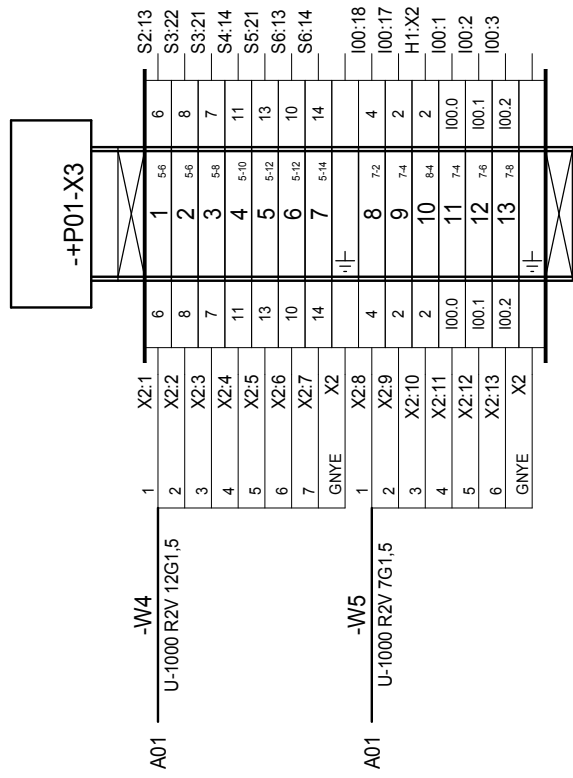 -+P01-X3
1 X2:1 6 1 5-6 6 S2:13
2 X2:2 8 2 5-6 8 S3:22
3 X2:3 7 3 5-8 7 S3:21
4 X2:4 11 4 5-10 11 S4:14
5 X2:5 13 5 5-12 13 S5:21
6 X2:6 10 6 5-12 10 S6:13
7 X2:7 14 7 5-14 14 S6:14
GNYE X2
1 X2:8 4 8 7-2 4 I00:18
2 X2:9 2 9 7-4 2 I00:17
3 X2:10 2 10 8-4 2 H1:X2
4 X2:11 I00.0 11 7-4 I00.0 I00:1
5 X2:12 I00.1 12 7-6 I00.1 I00:2
6 X2:13 I00.2 13 7-8 I00.2 I00:3
GNYE X2
A01
-W4
U-1000 R2V 12G1,5
A01
-W5
U-1000 R2V 7G1,5